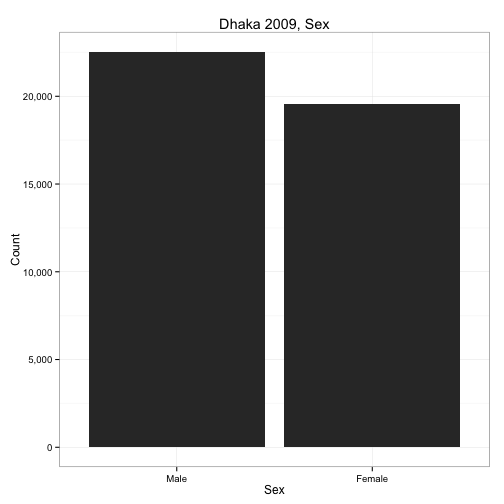 Dhaka 2009, Sex
20,000
15,000
10,000
5,000
0
Count
Male Female
Sex